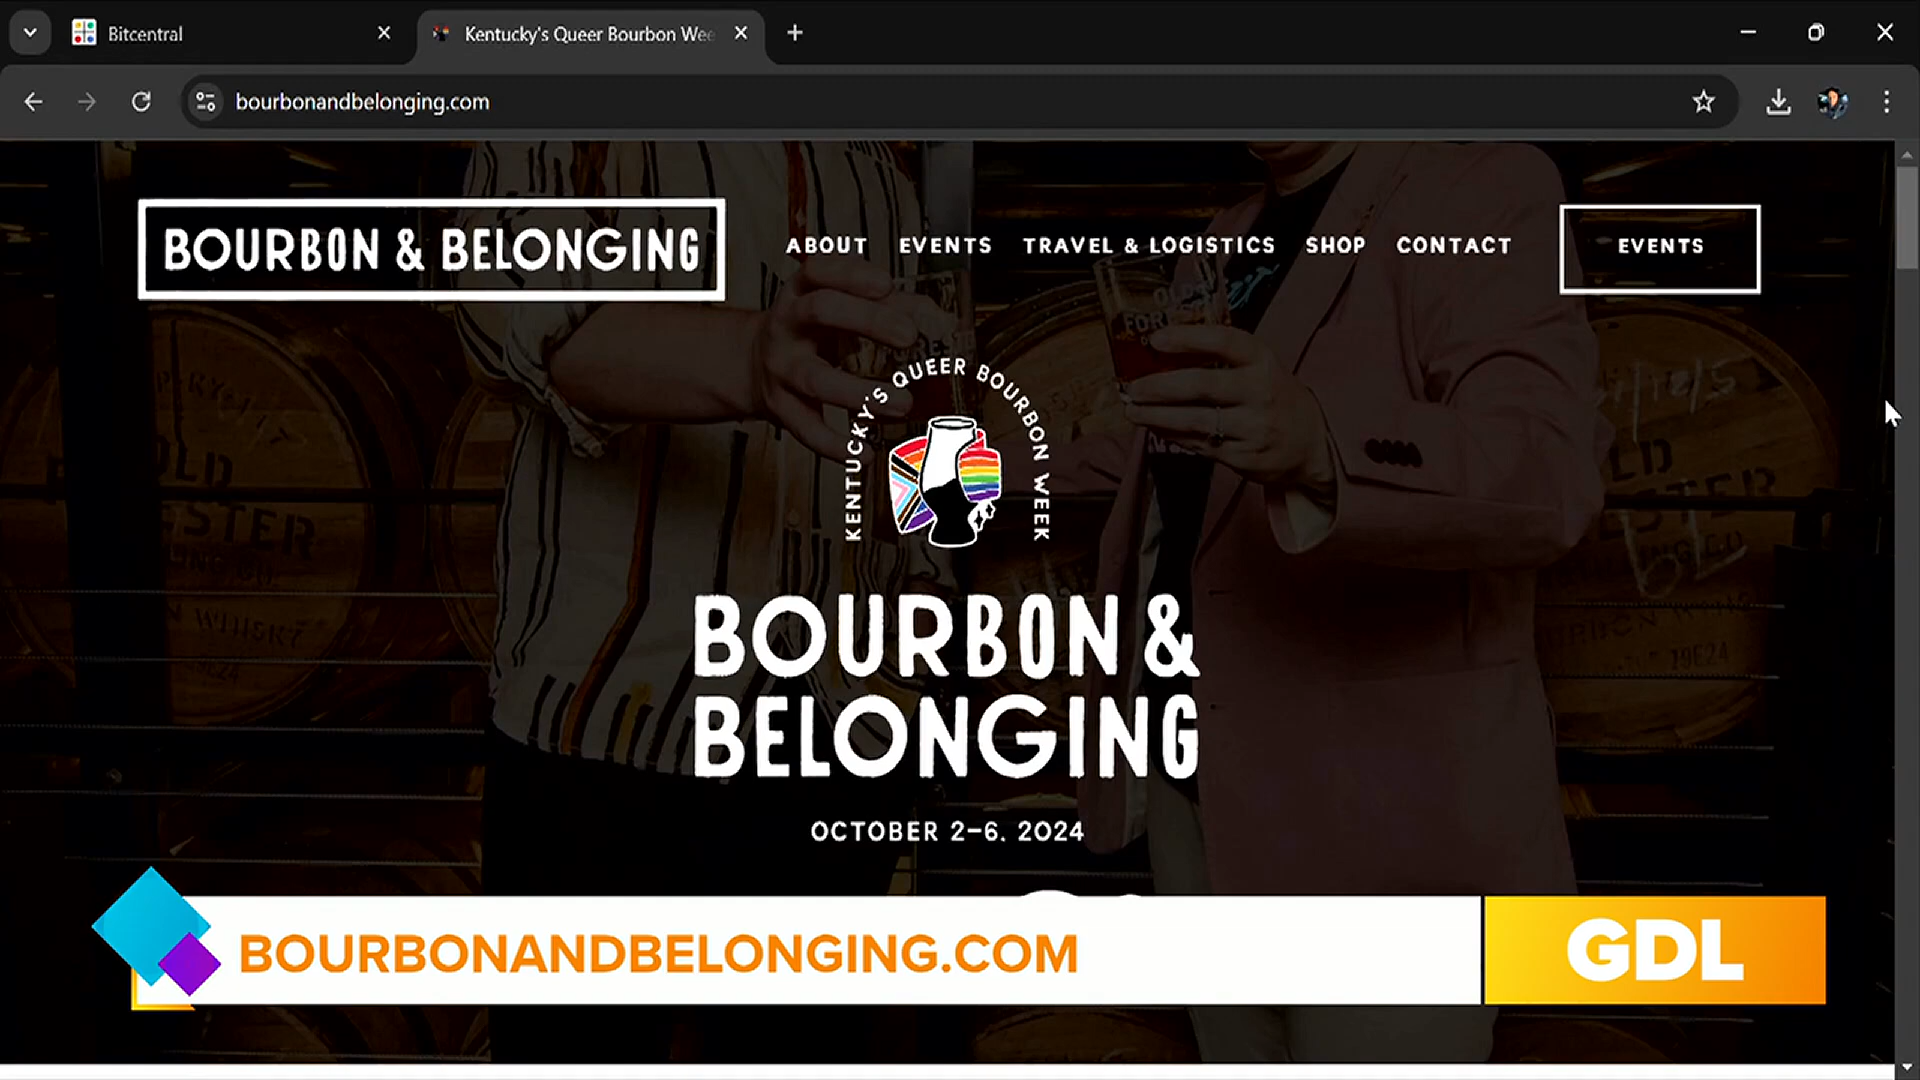 Bitcentral
Kentucky's Queer Bourbon Wee
bourbonandbelonging.com
BOURBON & BELONGING
ABOUT EVENTS TRAVEL & LOGISTICS SHOP CONTACT
EVENTS
KENTUCKY'S QUEER BOURBON WEEK
BOURBON &
BELONGING
OCTOBER 2-6, 2024
BOURBONANDBELONGING.COM
GDL